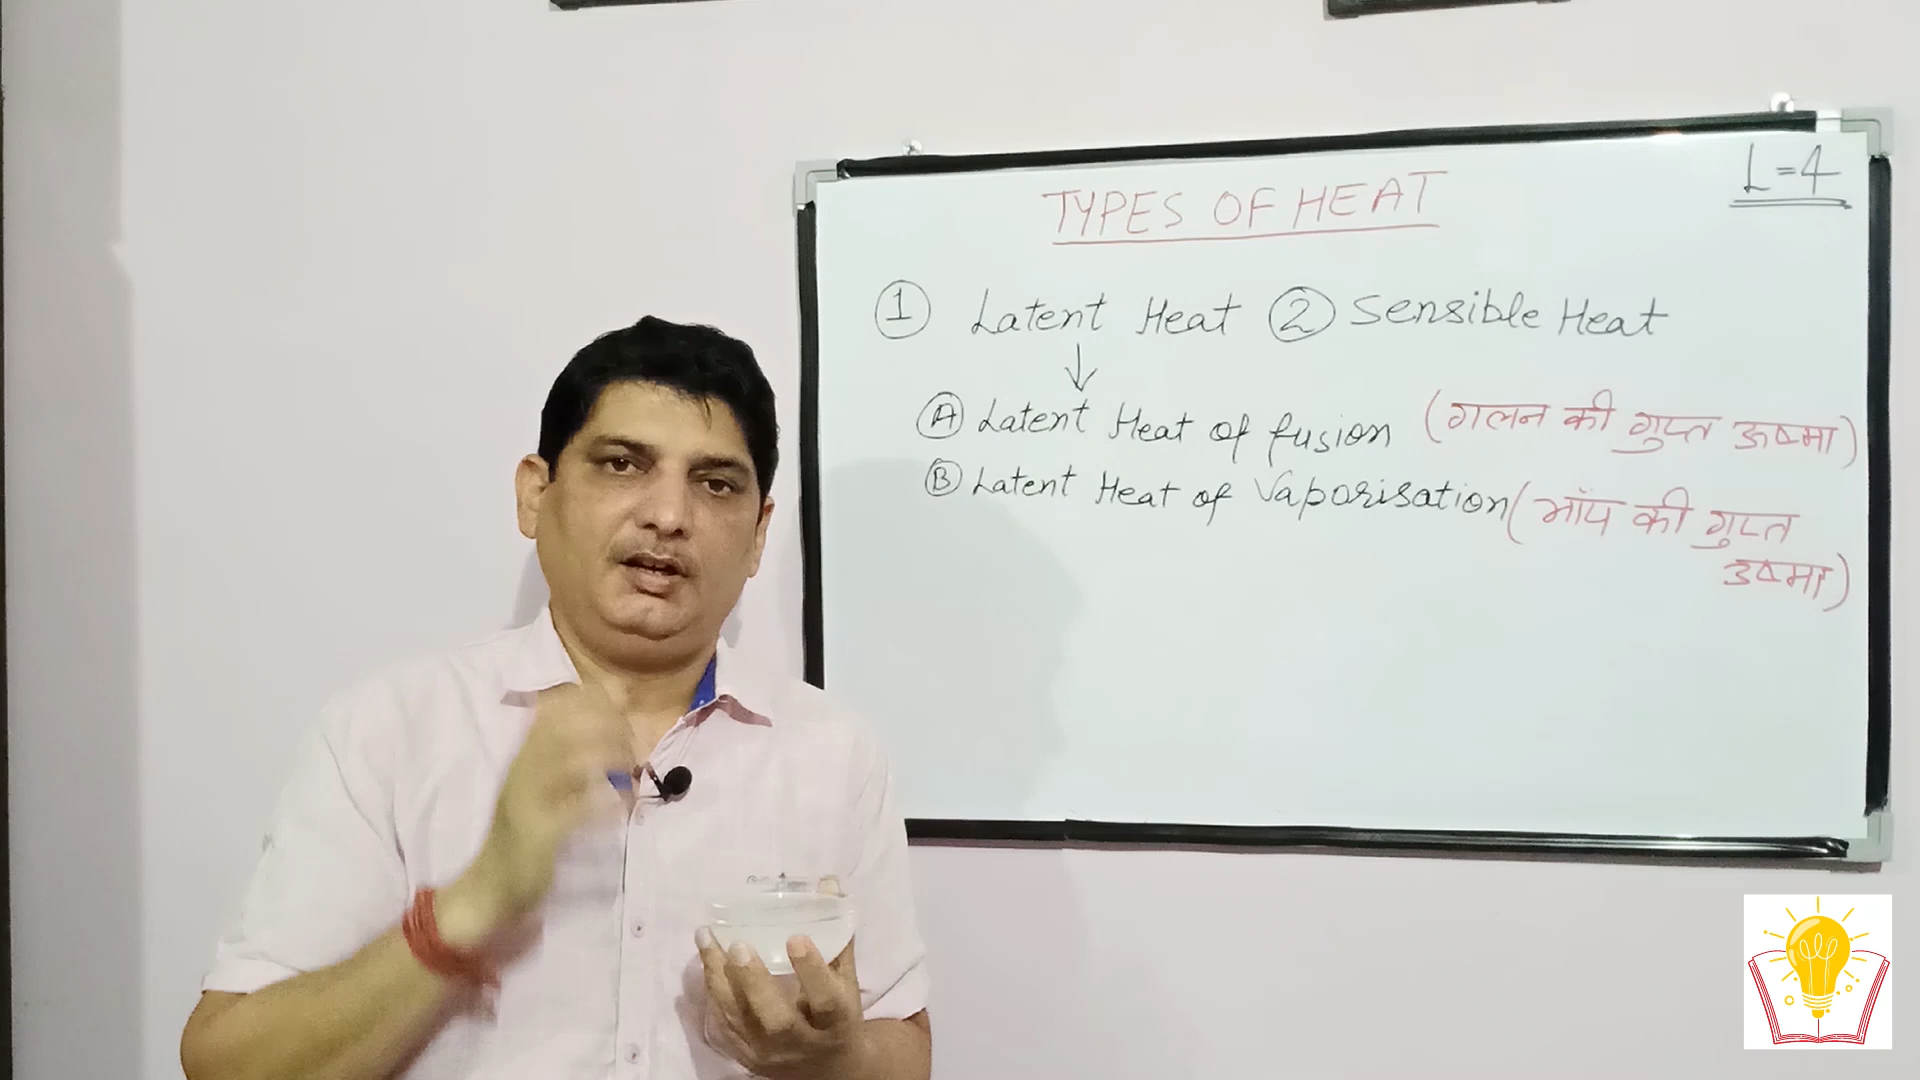 L=4
TYPES OF HEAT
① Latent Heat ② Sensible Heat
↓
Ⓐ Latent Heat of fusion (गलन की गुप्त ऊष्मा)
Ⓑ Latent Heat of Vaporisation (भॉप की गुप्त
उष्मा)